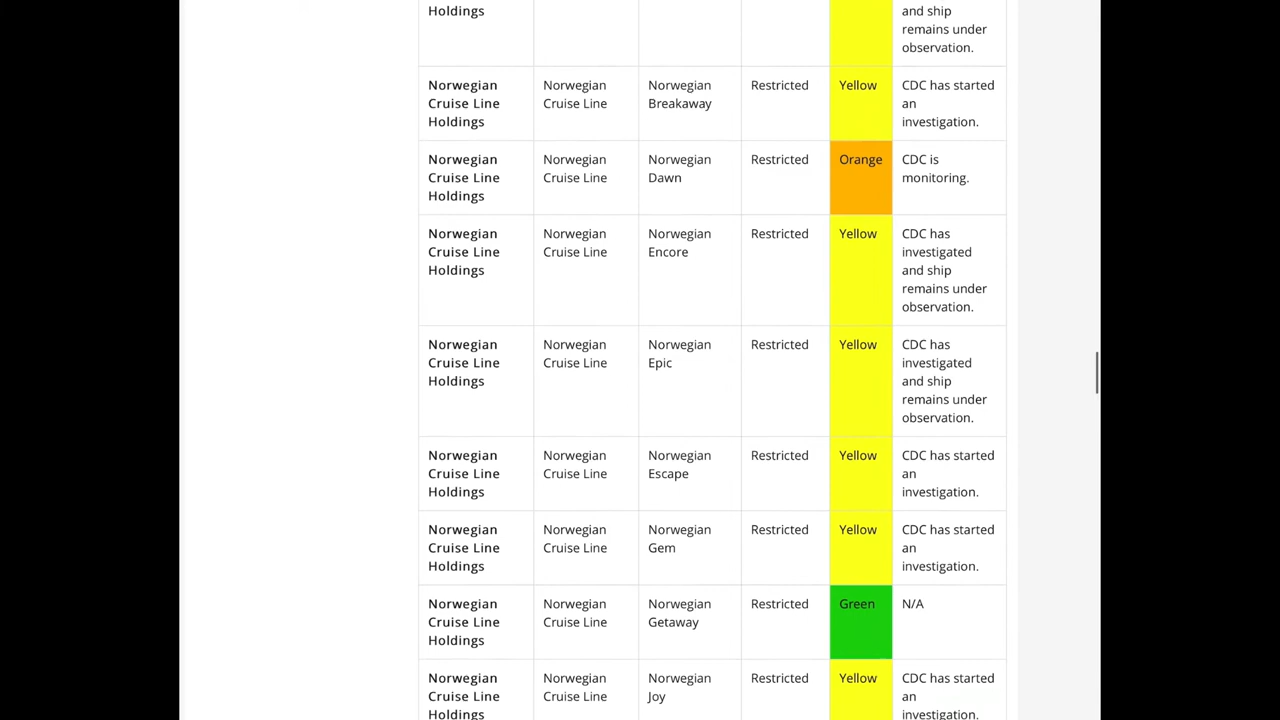 Holdings and ship
remains under
observation.
Norwegian Norwegian Norwegian Restricted Yellow CDC has started
Cruise Line Cruise Line Breakaway an
Holdings investigation.
Norwegian Norwegian Norwegian Restricted Orange CDC is
Cruise Line Cruise Line Dawn monitoring.
Holdings
Norwegian Norwegian Norwegian Restricted Yellow CDC has
Cruise Line Cruise Line Encore investigated
Holdings and ship
remains under
observation.
Norwegian Norwegian Norwegian Restricted Yellow CDC has
Cruise Line Cruise Line Epic investigated
Holdings and ship
remains under
observation.
Norwegian Norwegian Norwegian Restricted Yellow CDC has started
Cruise Line Cruise Line Escape an
Holdings investigation.
Norwegian Norwegian Norwegian Restricted Yellow CDC has started
Cruise Line Cruise Line Gem an
Holdings investigation.
Norwegian Norwegian Norwegian Restricted Green N/A
Cruise Line Cruise Line Getaway
Holdings
Norwegian Norwegian Norwegian Restricted Yellow CDC has started
Cruise Line Cruise Line Joy an
Holdings investigation.